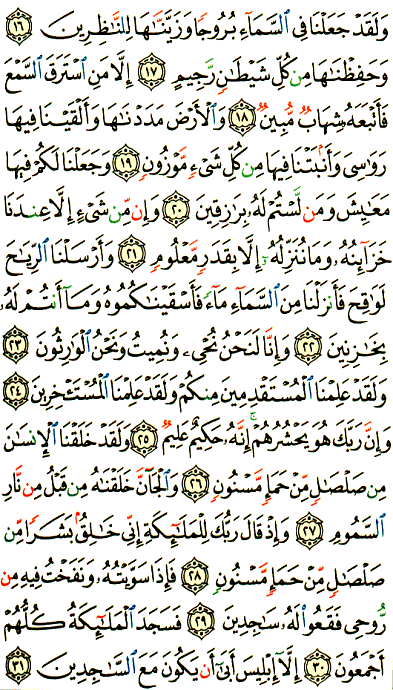 وَلَقَدْ جَعَلْنَا فِى ٱلسَّمَآءِ بُرُوجًا وَزَيَّنَّٰهَا لِلنَّٰظِرِينَ ١٦
وَحَفِظْنَٰهَا مِن كُلِّ شَيْطَٰنٍ رَّجِيمٍ ١٧ إِلَّا مَنِ ٱسْتَرَقَ ٱلسَّمْعَ
فَأَتْبَعَهُۥ شِهَابٌ مُّبِينٌ ١٨ وَٱلْأَرْضَ مَدَدْنَٰهَا وَأَلْقَيْنَا فِيهَا
رَوَٰسِىَ وَأَنۢبَتْنَا فِيهَا مِن كُلِّ شَىْءٍ مَّوْزُونٍ ١٩ وَجَعَلْنَا لَكُمْ فِيهَا
مَعَٰيِشَ وَمَن لَّسْتُمْ لَهُۥ بِرَٰزِقِينَ ٢٠ وَإِن مِّن شَىْءٍ إِلَّا عِندَنَا
خَزَآئِنُهُۥ وَمَا نُنَزِّلُهُۥٓ إِلَّا بِقَدَرٍ مَّعْلُومٍ ٢١ وَأَرْسَلْنَا ٱلرِّيَٰحَ
لَوَٰقِحَ فَأَنزَلْنَا مِنَ ٱلسَّمَآءِ مَآءً فَأَسْقَيْنَٰكُمُوهُ وَمَآ أَنتُمْ لَهُۥ
بِخَٰزِنِينَ ٢٢ وَإِنَّا لَنَحْنُ نُحْىِۦ وَنُمِيتُ وَنَحْنُ ٱلْوَٰرِثُونَ ٢٣
وَلَقَدْ عَلِمْنَا ٱلْمُسْتَقْدِمِينَ مِنكُمْ وَلَقَدْ عَلِمْنَا ٱلْمُسْتَـْٔخِرِينَ ٢٤
وَإِنَّ رَبَّكَ هُوَ يَحْشُرُهُمْ ۚ إِنَّهُۥ حَكِيمٌ عَلِيمٌ ٢٥ وَلَقَدْ خَلَقْنَا ٱلْإِنسَٰنَ
مِن صَلْصَٰلٍ مِّنْ حَمَإٍ مَّسْنُونٍ ٢٦ وَٱلْجَآنَّ خَلَقْنَٰهُ مِن قَبْلُ مِن نَّارِ
ٱلسَّمُومِ ٢٧ وَإِذْ قَالَ رَبُّكَ لِلْمَلَٰٓئِكَةِ إِنِّى خَٰلِقٌۢ بَشَرًا مِّن
صَلْصَٰلٍ مِّنْ حَمَإٍ مَّسْنُونٍ ٢٨ فَإِذَا سَوَّيْتُهُۥ وَنَفَخْتُ فِيهِ مِن
رُّوحِى فَقَعُوا۟ لَهُۥ سَٰجِدِينَ ٢٩ فَسَجَدَ ٱلْمَلَٰٓئِكَةُ كُلُّهُمْ
أَجْمَعُونَ ٣٠ إِلَّآ إِبْلِيسَ أَبَىٰٓ أَن يَكُونَ مَعَ ٱلسَّٰجِدِينَ ٣١